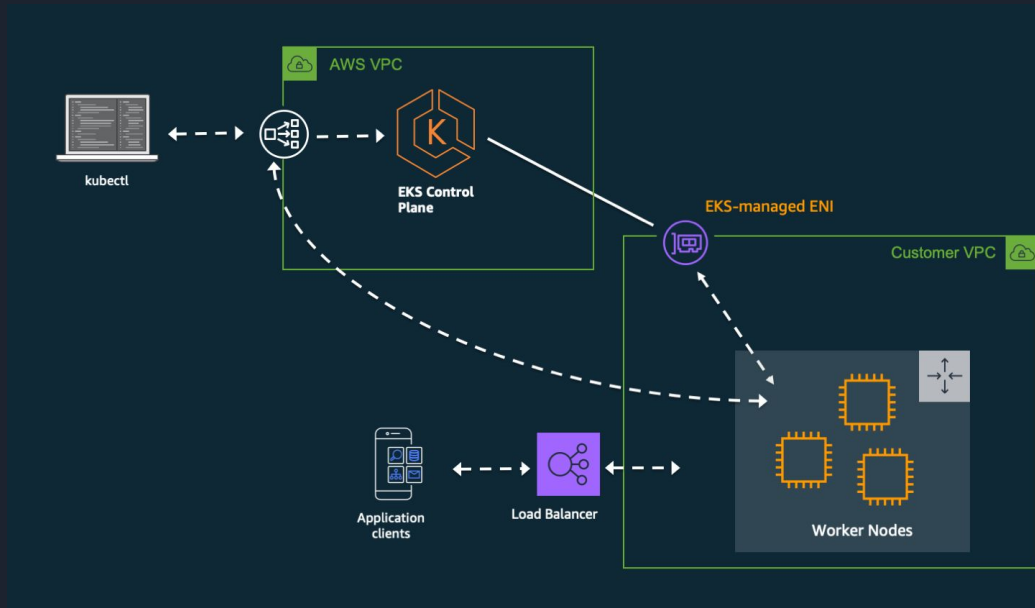 AWS VPC
kubectl
K
EKS Control
Plane
EKS-managed ENI
Customer VPC
Application
clients
Load Balancer
Worker Nodes